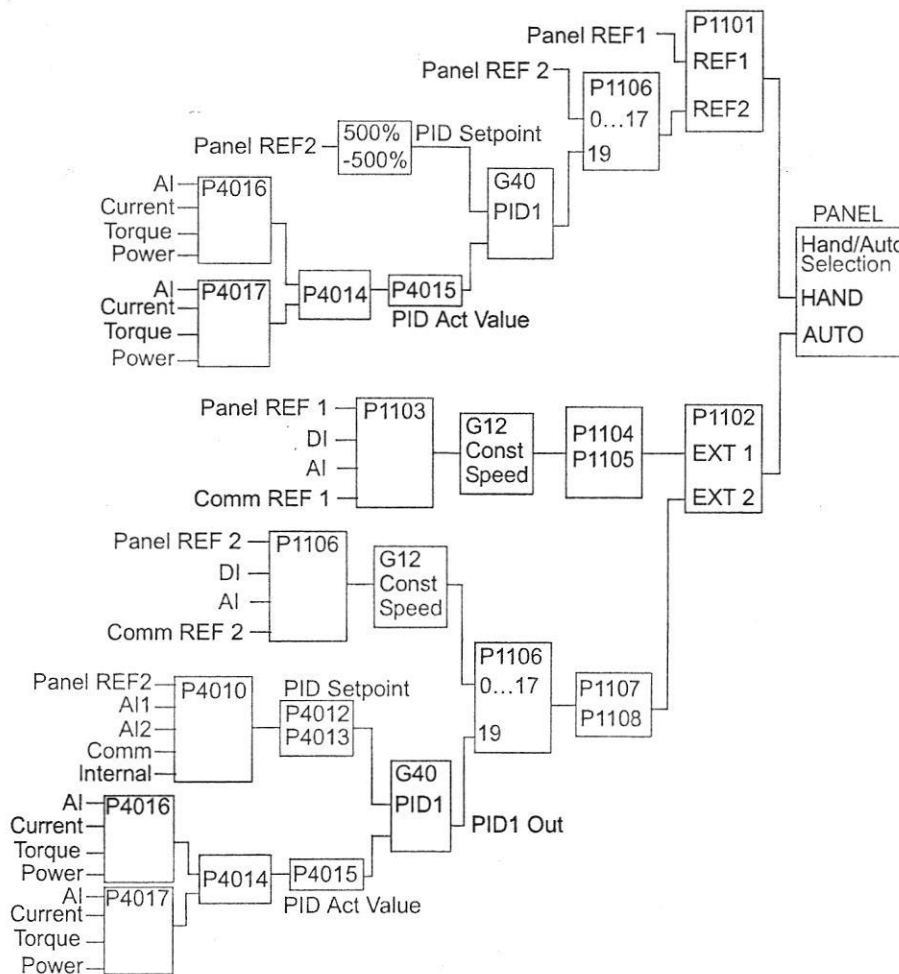 Panel REF1
P1101
REF1
REF2
Panel REF 2
P1106
0...17
19
Panel REF2
500%
-500%
PID Setpoint
G40
PID1
AI
Current
Torque
Power
P4016
AI
Current
Torque
Power
P4017
P4014
P4015
PID Act Value
PANEL
Hand/Auto
Selection
HAND
AUTO
Panel REF 1
DI
AI
Comm REF 1
P1103
G12
Const
Speed
P1104
P1105
P1102
EXT 1
EXT 2
Panel REF 2
DI
AI
Comm REF 2
P1106
G12
Const
Speed
P1106
0...17
19
P1107
P1108
Panel REF2
AI1
AI2
Comm
Internal
P4010
PID Setpoint
P4012
P4013
G40
PID1
PID1 Out
AI
Current
Torque
Power
P4016
AI
Current
Torque
Power
P4017
P4014
P4015
PID Act Value